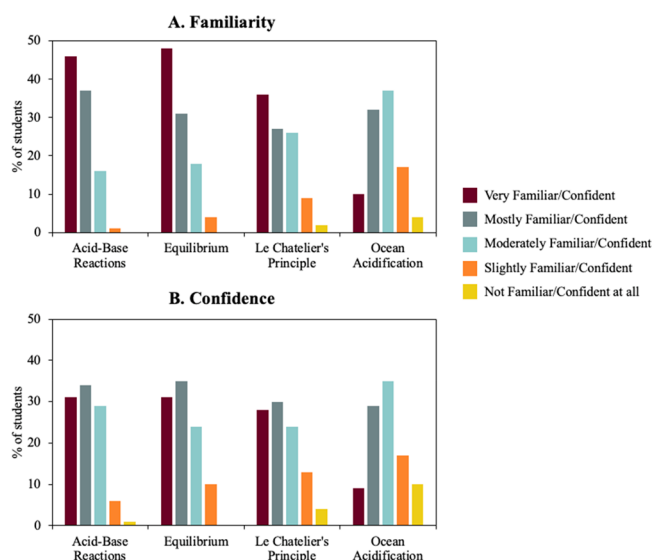 A. Familiarity
50
40
30
20
10
0
% of students
Acid-Base
Reactions
Equilibrium
Le Chatelier's
Principle
Ocean
Acidification
Very Familiar/Confident
Mostly Familiar/Confident
Moderately Familiar/Confident
Slightly Familiar/Confident
Not Familiar/Confident at all
B. Confidence
50
40
30
20
10
0
% of students
Acid-Base
Reactions
Equilibrium
Le Chatelier's
Principle
Ocean
Acidification